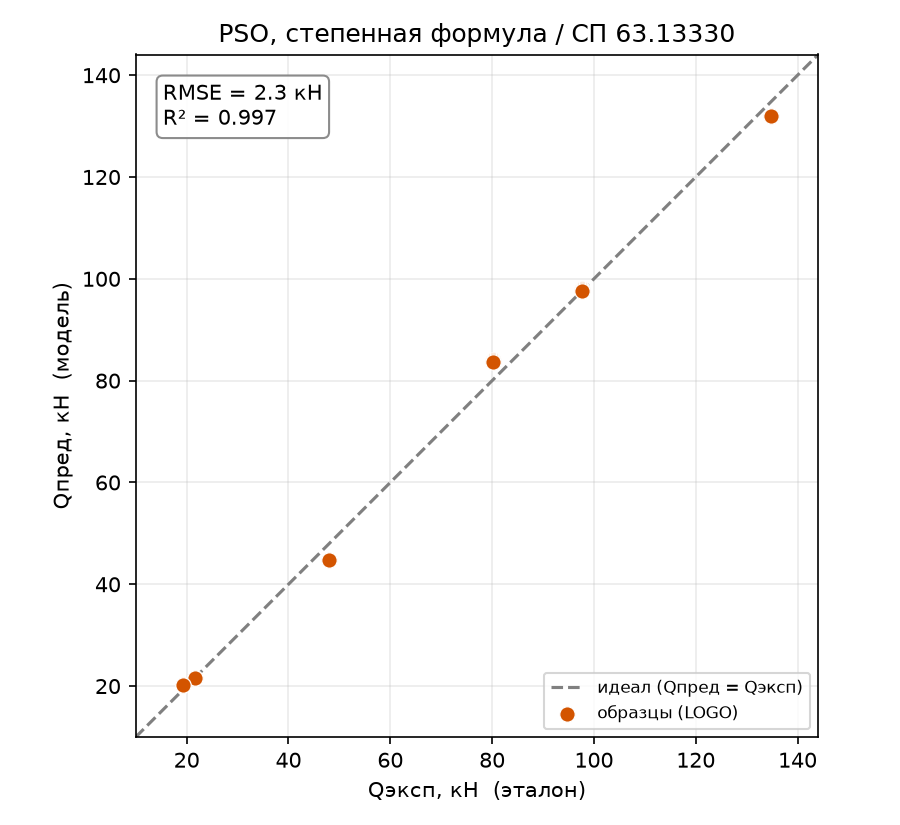 PSO, степенная формула / СП 63.13330
RMSE = 2.3 кН
R² = 0.997
140
120
100
80
60
40
20
Qпред, кН (модель)
идеал (Qпред = Qэксп)
образцы (LOGO)
20 40 60 80 100 120 140
Qэксп, кН (эталон)